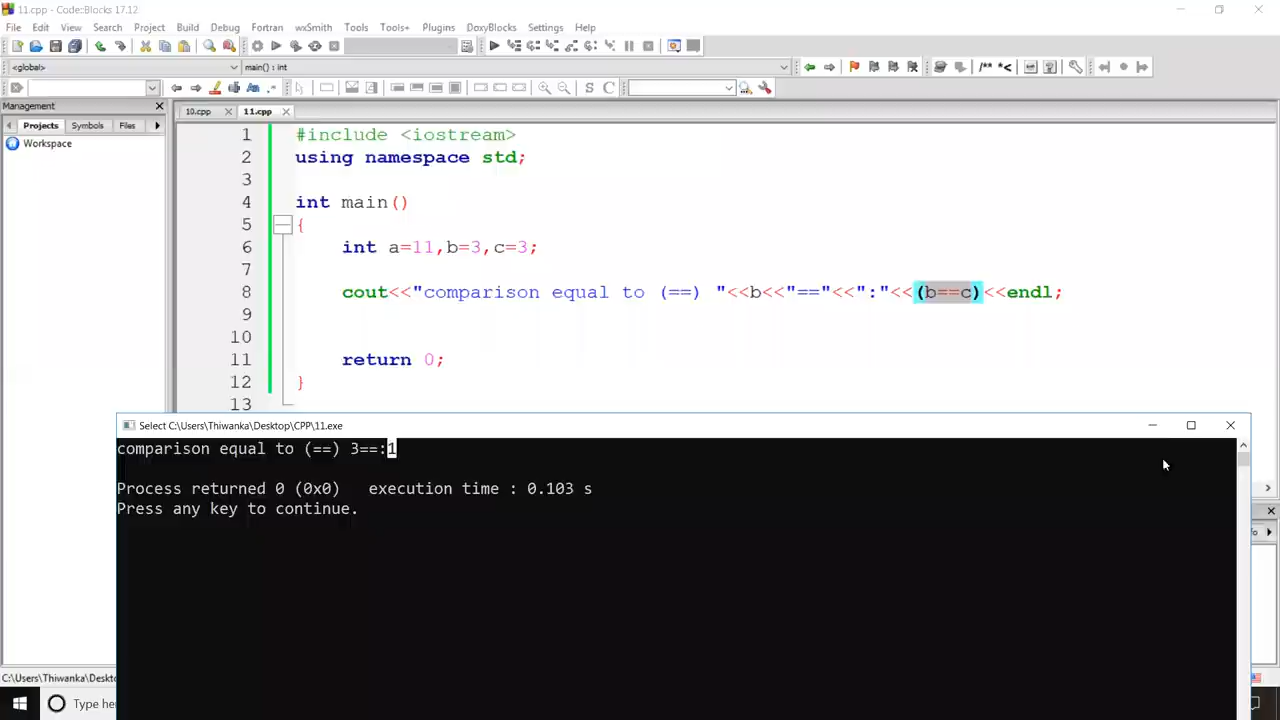 11.cpp - Code::Blocks 17.12
File Edit View Search Project Build Debug Fortran wxSmith Tools Tools+ Plugins DoxyBlocks Settings Help
<global> main() : int
/** *<
S C
Management
Projects Symbols Files
Workspace
10.cpp 11.cpp
1 #include <iostream>
2 using namespace std;
3
4 int main()
5 {
6 int a=11,b=3,c=3;
7
8 cout<<"comparison equal to (==) "<<b<<"=="<<":"<<(b==c)<<endl;
9
10
11 return 0;
12 }
13
Select C:\Users\Thiwanka\Desktop\CPP\11.exe
comparison equal to (==) 3==:1
Process returned 0 (0x0) execution time : 0.103 s
Press any key to continue.
C:\Users\Thiwanka\Deskto
Type he